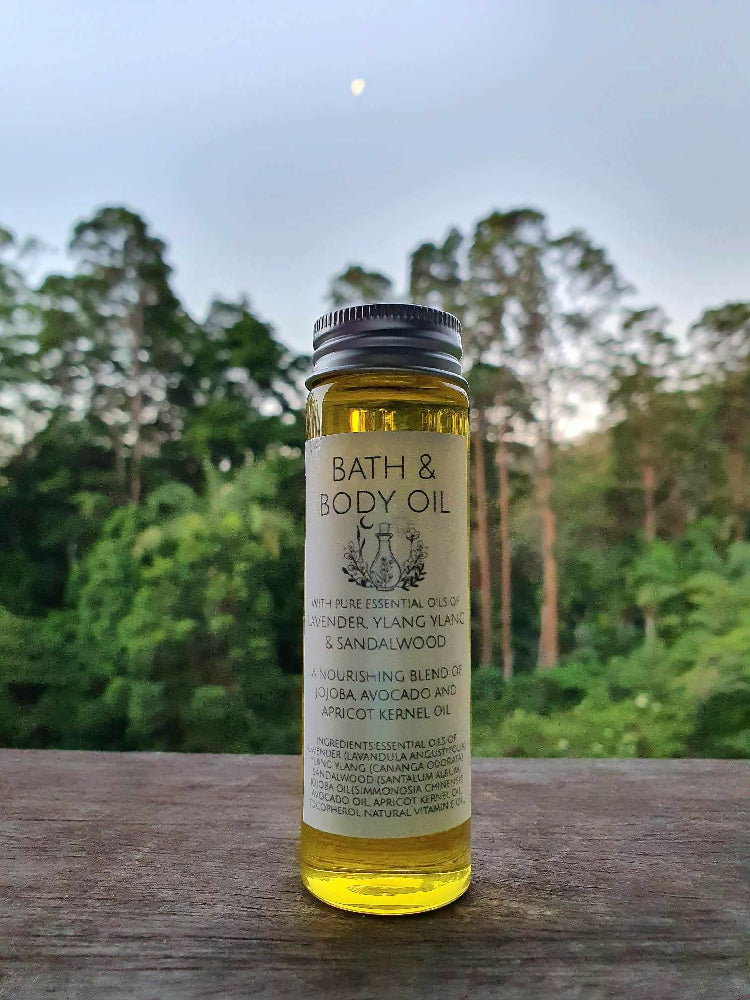 BATH &
BODY OIL
WITH PURE ESSENTIAL OILS OF
LAVENDER, YLANG YLANG
& SANDALWOOD
A NOURISHING BLEND OF
JOJOBA, AVOCADO AND
APRICOT KERNEL OIL
INGREDIENTS:ESSENTIAL OILS OF
LAVENDER (LAVANDULA ANGUSTIFOLIA)
YLANG YLANG (CANANGA ODORATA)
SANDALWOOD (SANTALUM ALBUM)
JOJOBA OIL(SIMMONDSIA CHINENSIS)
AVOCADO OIL, APRICOT KERNEL OIL,
TOCOPHEROL NATURAL VITAMIN E OIL